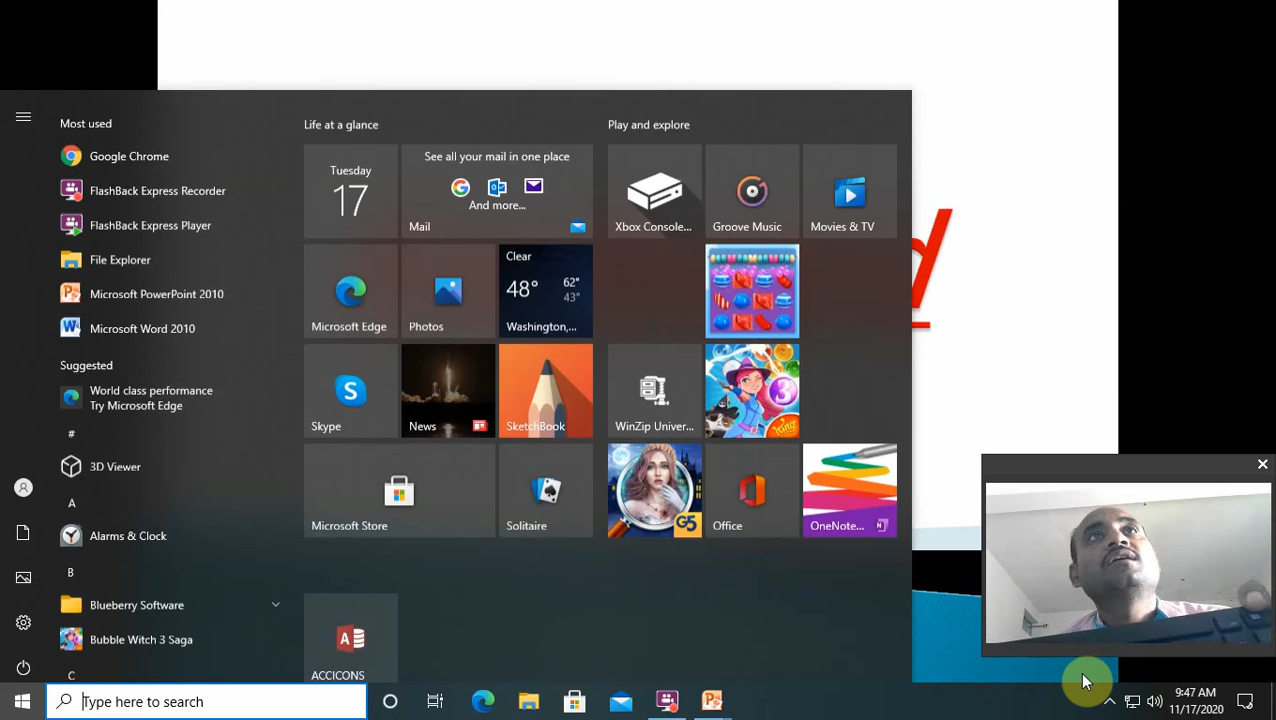 Most used
Google Chrome
FlashBack Express Recorder
FlashBack Express Player
File Explorer
Microsoft PowerPoint 2010
Microsoft Word 2010
Suggested
World class performance
Try Microsoft Edge
#
3D Viewer
A
Alarms & Clock
B
Blueberry Software
Bubble Witch 3 Saga
C
Life at a glance
Tuesday
17
See all your mail in one place
And more...
Mail
Microsoft Edge
Photos
Clear
48° 62°
43°
Washington,...
Skype
News
SketchBook
Microsoft Store
Solitaire
ACCICONS
Play and explore
Xbox Console...
Groove Music
Movies & TV
WinZip Univer...
3
King
G5
Office
OneNote...
Type here to search
9:47 AM
11/17/2020